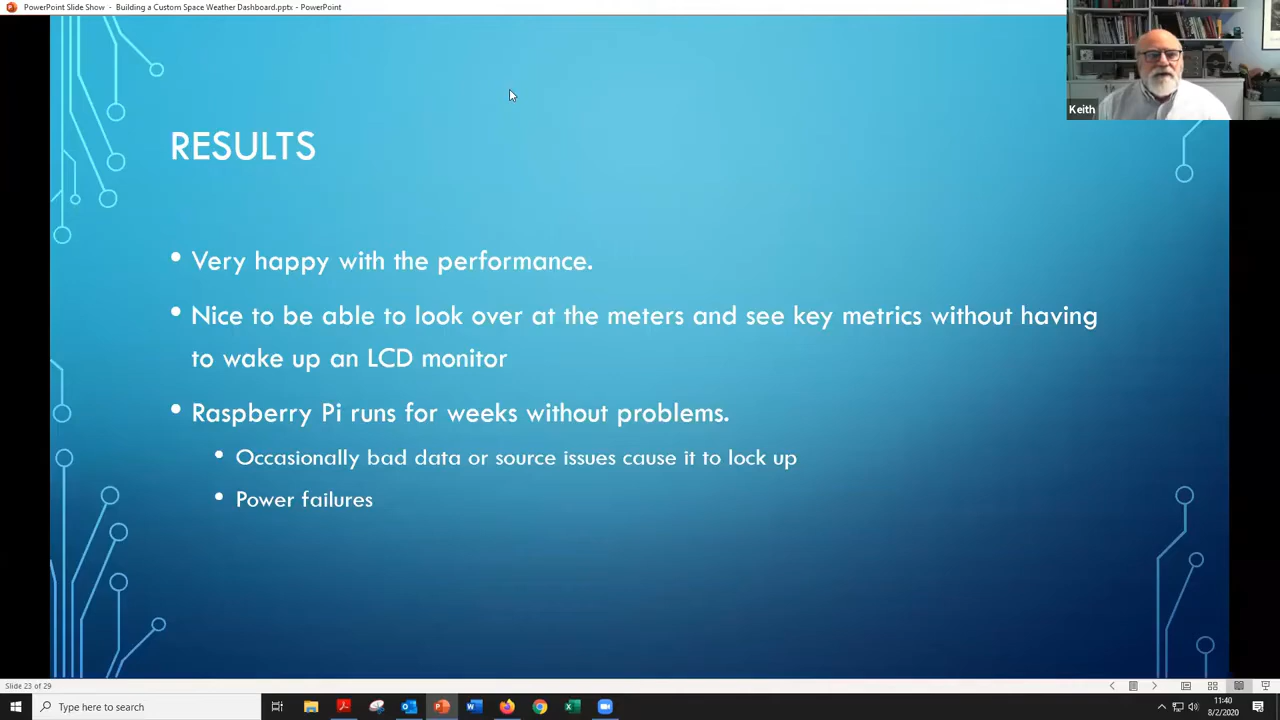 PowerPoint Slide Show - Building a Custom Space Weather Dashboard.pptx - PowerPoint
Keith
RESULTS
• Very happy with the performance.
• Nice to be able to look over at the meters and see key metrics without having
to wake up an LCD monitor
• Raspberry Pi runs for weeks without problems.
• Occasionally bad data or source issues cause it to lock up
• Power failures
Slide 23 of 29
Type here to search
11:40
8/2/2020